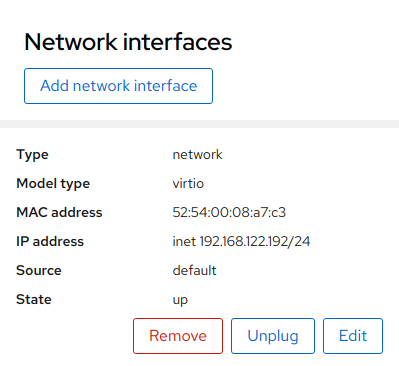 Network interfaces
Add network interface
Type network
Model type virtio
MAC address 52:54:00:08:a7:c3
IP address inet 192.168.122.192/24
Source default
State up
Remove Unplug Edit